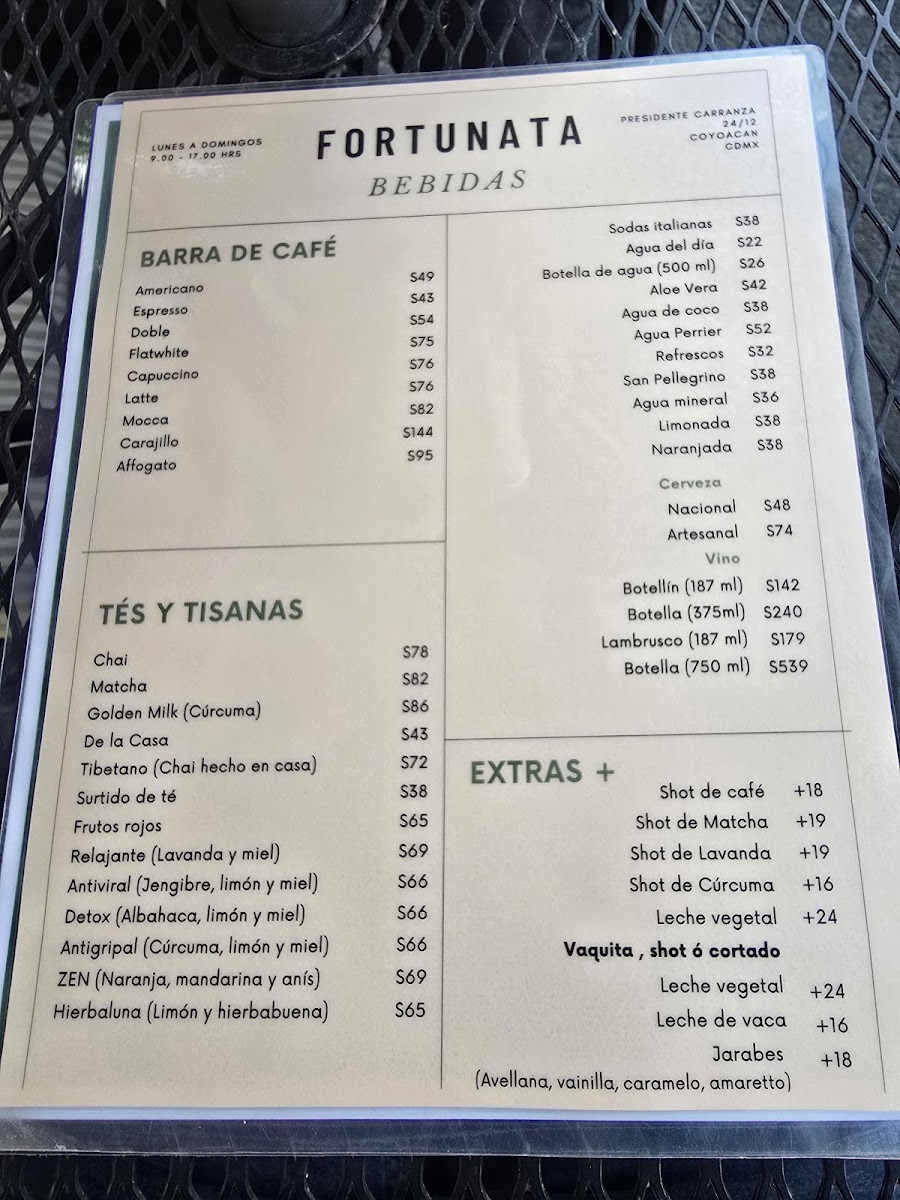 LUNES A DOMINGOS
9.00 - 17.00 HRS
FORTUNATA
BEBIDAS
PRESIDENTE CARRANZA
24/12
COYOACAN
CDMX
BARRA DE CAFÉ
Americano $49
Espresso $43
Doble $54
Flatwhite $75
Capuccino $76
Latte $76
Mocca $82
Carajillo $144
Affogato $95
TÉS Y TISANAS
Chai $78
Matcha $82
Golden Milk (Cúrcuma) $86
De la Casa $43
Tibetano (Chai hecho en casa) $72
Surtido de té $38
Frutos rojos $65
Relajante (Lavanda y miel) $69
Antiviral (Jengibre, limón y miel) $66
Detox (Albahaca, limón y miel) $66
Antigripal (Cúrcuma, limón y miel) $66
ZEN (Naranja, mandarina y anís) $69
Hierbaluna (Limón y hierbabuena) $65
Sodas italianas $38
Agua del día $22
Botella de agua (500 ml) $26
Aloe Vera $42
Agua de coco $38
Agua Perrier $52
Refrescos $32
San Pellegrino $38
Agua mineral $36
Limonada $38
Naranjada $38
Cerveza
Nacional $48
Artesanal $74
Vino
Botellín (187 ml) $142
Botella (375ml) $240
Lambrusco (187 ml) $179
Botella (750 ml) $539
EXTRAS +
Shot de café +18
Shot de Matcha +19
Shot de Lavanda +19
Shot de Cúrcuma +16
Leche vegetal +24
Vaquita , shot ó cortado
Leche vegetal +24
Leche de vaca +16
Jarabes +18
(Avellana, vainilla, caramelo, amaretto)